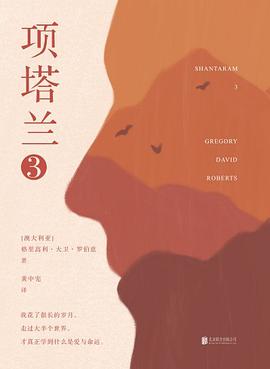 项塔兰
3
SHANTARAM
3
GREGORY
DAVID
ROBERTS
[澳大利亚]
格里高利·大卫·罗伯兹
著
黄中宪
译
我花了很长的岁月，
走过大半个世界，
才真正学到什么是爱与命运。